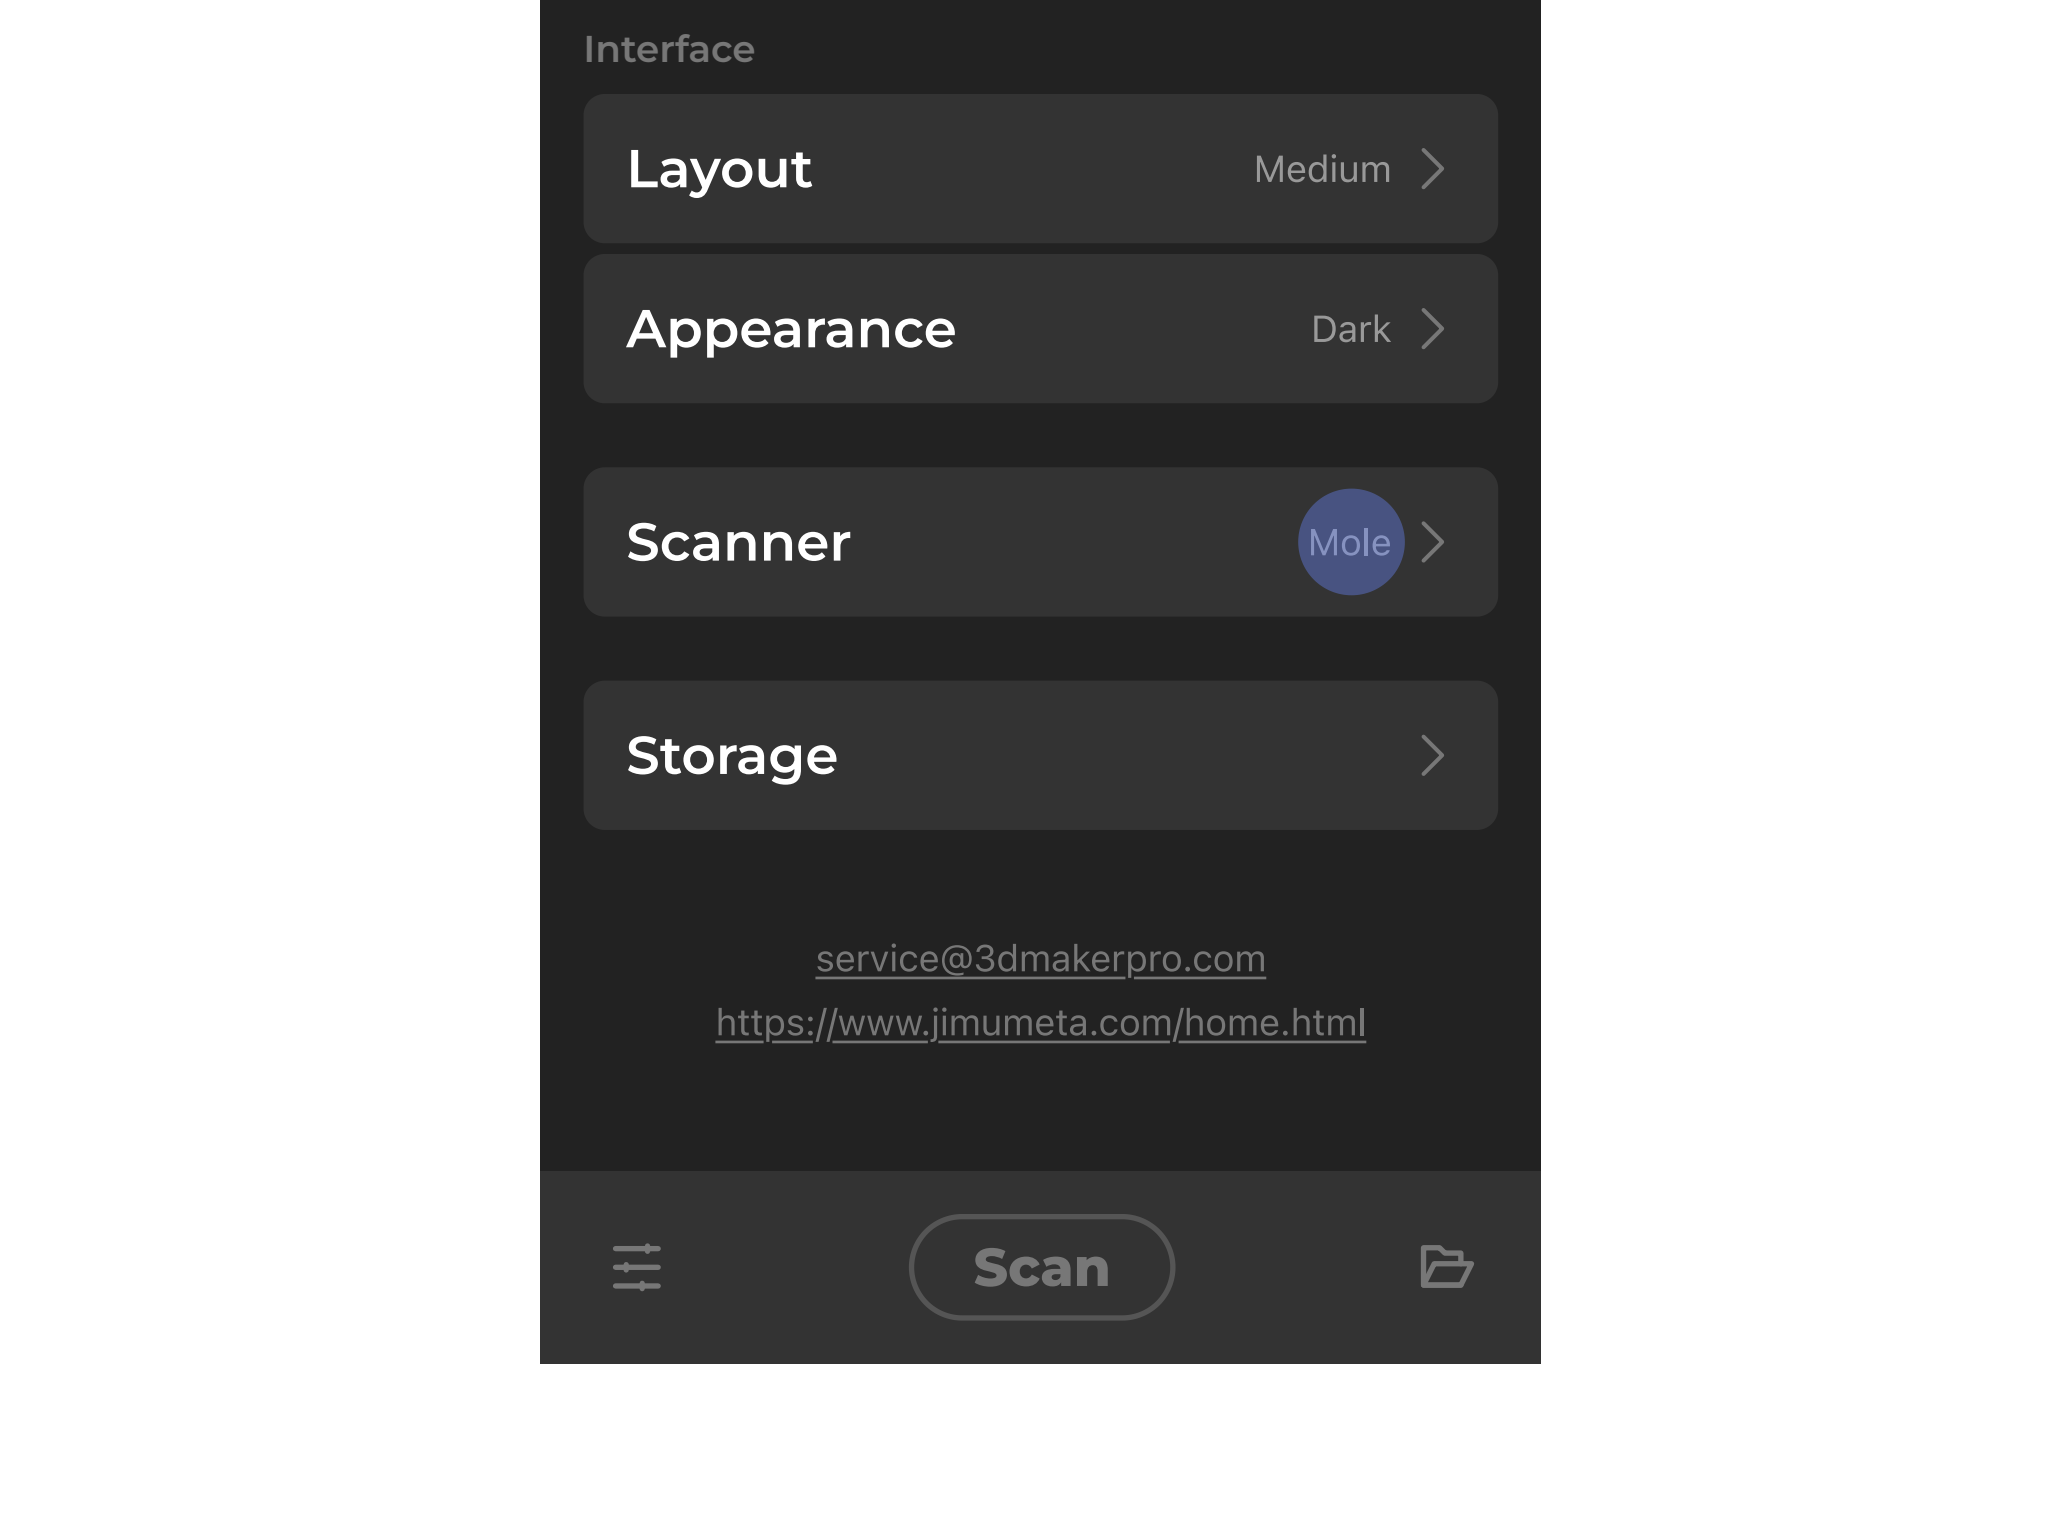 Interface
Layout Medium
Appearance Dark
Scanner Mole
Storage
service@3dmakerpro.com
https://www.jimumeta.com/home.html
Scan